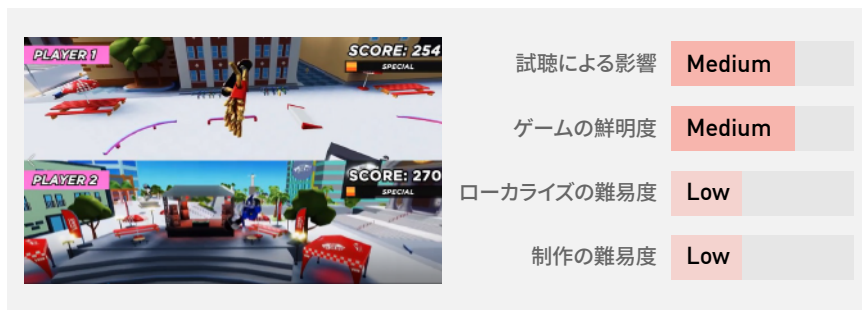 PLAYER 1
SCORE: 254
SPECIAL
PLAYER 2
SCORE: 270
SPECIAL
試聴による影響 Medium
ゲームの鮮明度 Medium
ローカライズの難易度 Low
制作の難易度 Low